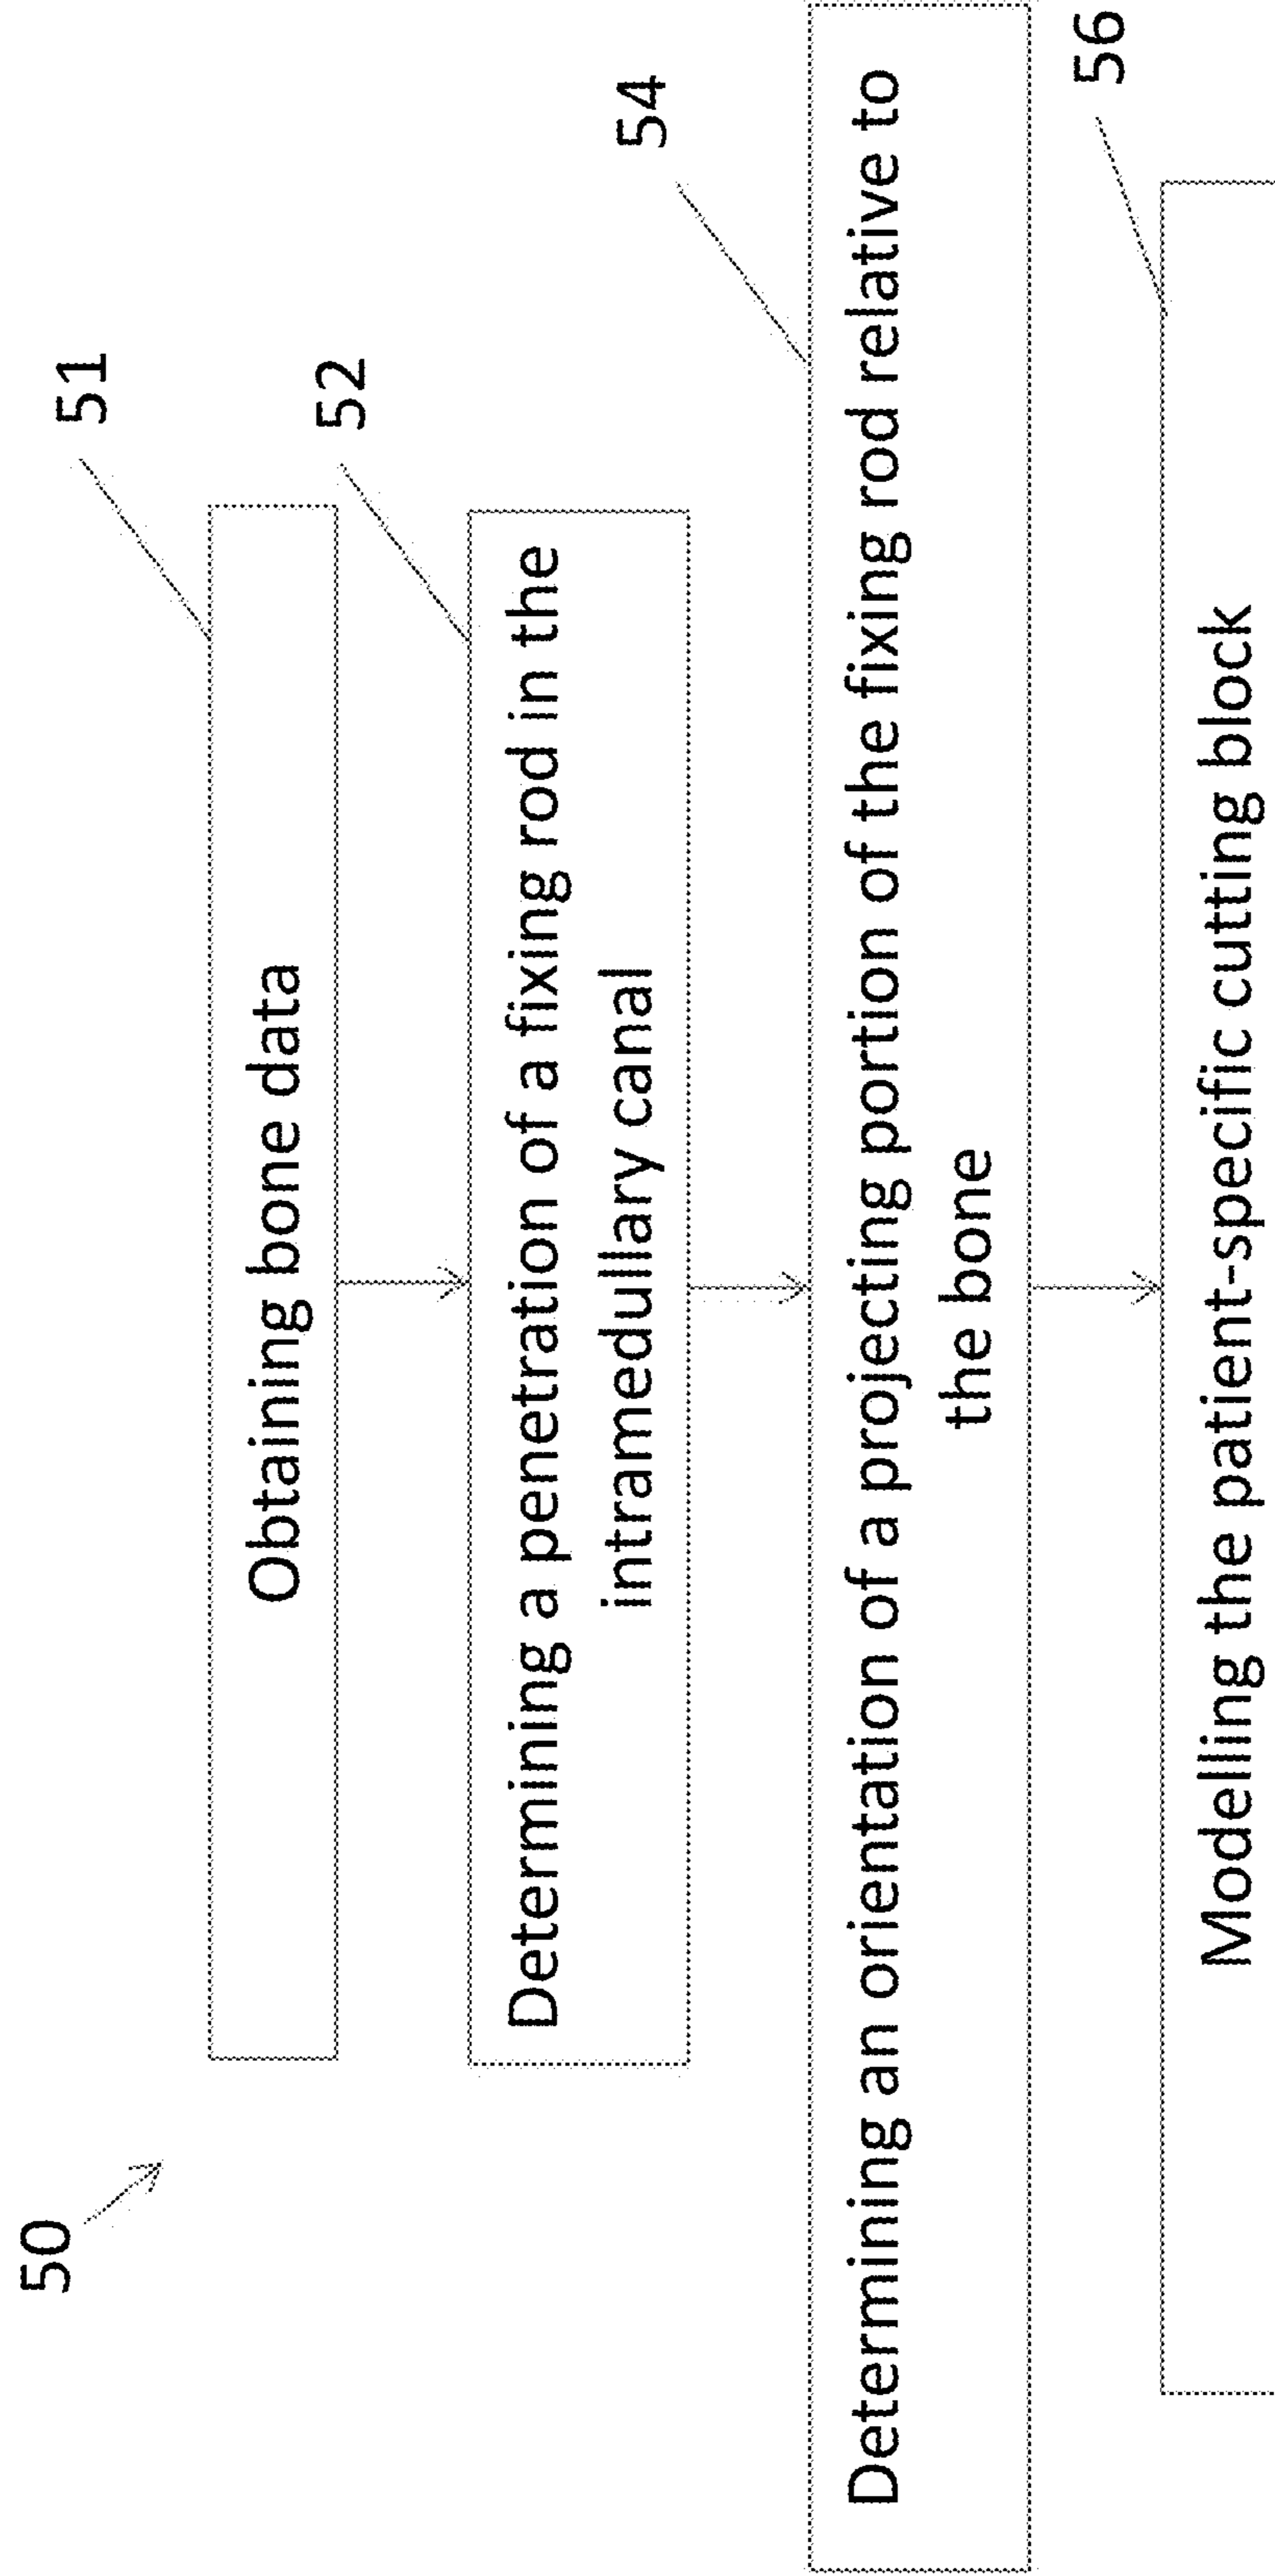 50
51
Obtaining bone data
52
Determining a penetration of a fixing rod in the
intramedullary canal
54
Determining an orientation of a projecting portion of the fixing rod relative to
the bone
56
Modelling the patient-specific cutting block